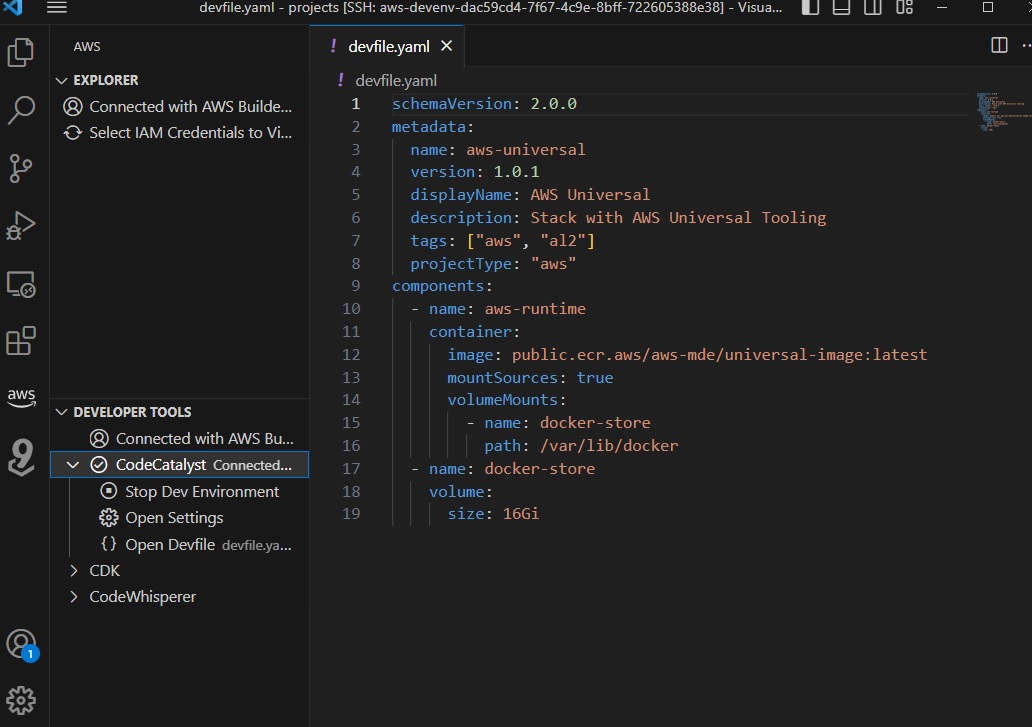 devfile.yaml - projects [SSH: aws-devenv-dac59cd4-7f67-4c9e-8bff-722605388e38] - Visua...
AWS
EXPLORER
Connected with AWS Builde...
Select IAM Credentials to Vi...
DEVELOPER TOOLS
Connected with AWS Bu...
CodeCatalyst Connected...
Stop Dev Environment
Open Settings
{} Open Devfile devfile.ya...
CDK
CodeWhisperer
aws
1
! devfile.yaml
! devfile.yaml
1 schemaVersion: 2.0.0
2 metadata:
3 name: aws-universal
4 version: 1.0.1
5 displayName: AWS Universal
6 description: Stack with AWS Universal Tooling
7 tags: ["aws", "al2"]
8 projectType: "aws"
9 components:
10 - name: aws-runtime
11 container:
12 image: public.ecr.aws/aws-mde/universal-image:latest
13 mountSources: true
14 volumeMounts:
15 - name: docker-store
16 path: /var/lib/docker
17 - name: docker-store
18 volume:
19 size: 16Gi